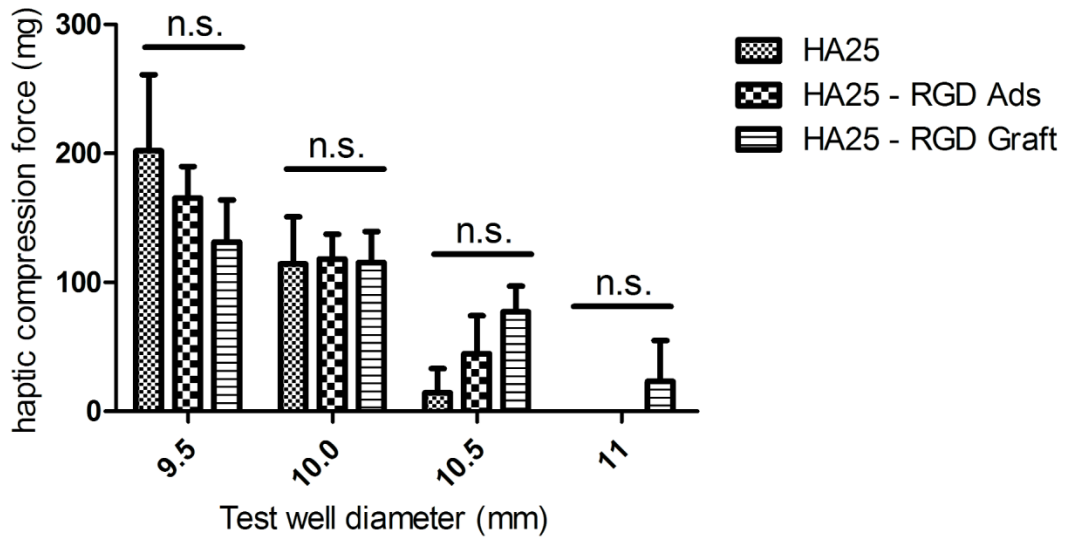 haptic compression force (mg)
300
200
100
0
n.s.
n.s.
n.s.
n.s.
9.5
10.0
10.5
11
Test well diameter (mm)
HA25
HA25 - RGD Ads
HA25 - RGD Graft